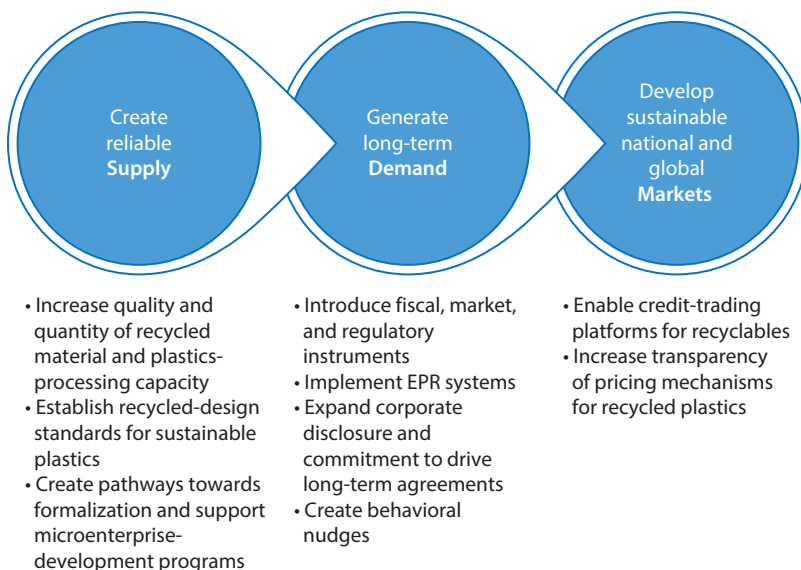 Create
reliable
Supply
Generate
long-term
Demand
Develop
sustainable
national and
global
Markets
• Increase quality and
quantity of recycled
material and plastics-
processing capacity
• Establish recycled-design
standards for sustainable
plastics
• Create pathways towards
formalization and support
microenterprise-
development programs
• Introduce fiscal, market,
and regulatory
instruments
• Implement EPR systems
• Expand corporate
disclosure and
commitment to drive
long-term agreements
• Create behavioral
nudges
• Enable credit-trading
platforms for recyclables
• Increase transparency
of pricing mechanisms
for recycled plastics